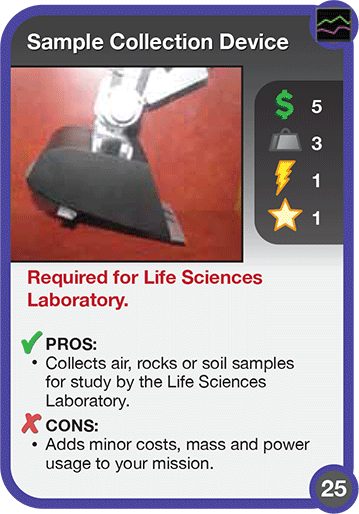 Sample Collection Device
5
3
1
1
Required for Life Sciences
Laboratory.
PROS:
• Collects air, rocks or soil samples
for study by the Life Sciences
Laboratory.
CONS:
• Adds minor costs, mass and power
usage to your mission.
25